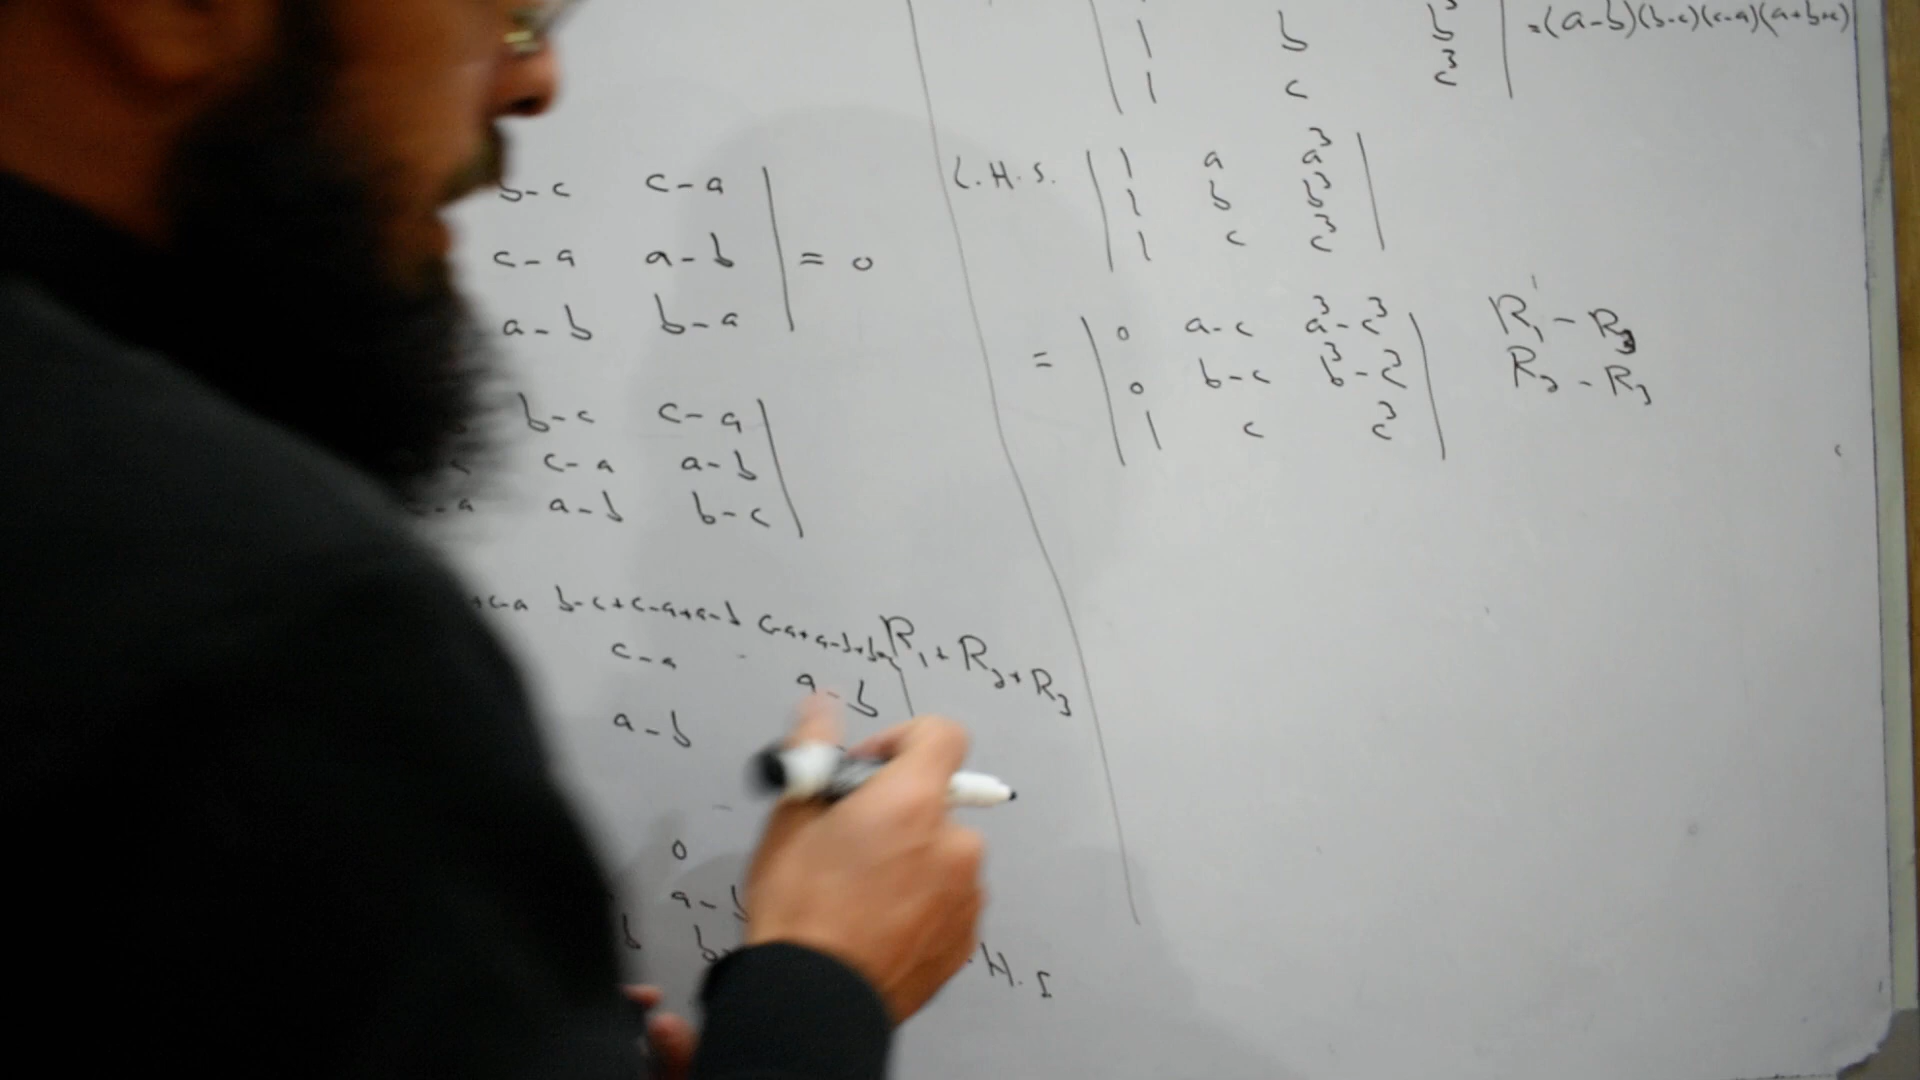 b-c c-a
c-a a-b = 0
a-b b-a
b-c c-a
c-a a-b
c-a a-b b-c
+c-a b-c+c-a+a-b c-a+a-b+b-c R₁+R₂+R₃
c-a a-b
a-b
0
a-b
b b-
H.S
1 b b³ =(a-b)(b-c)(c-a)(a+b+c)
1 c c³
L.H.S. 1 a a³
1 b b³
1 c c³
= 0 a-c a³-c³ R₁-R₃
0 b-c b³-c³ R₂-R₃
1 c c³